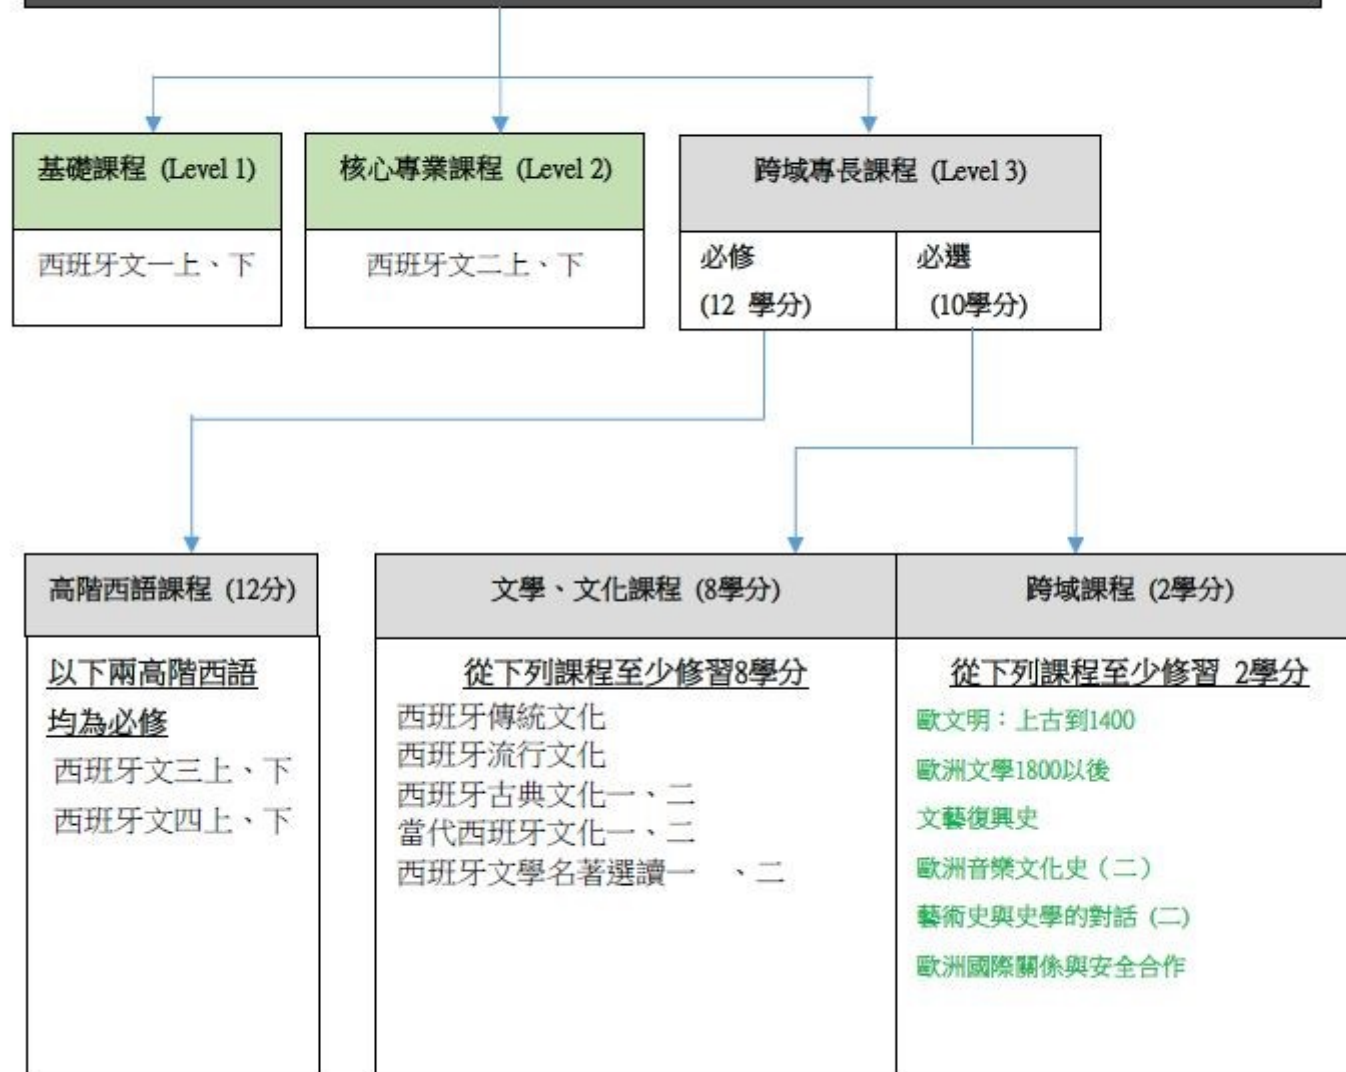 基礎課程 (Level 1)
西班牙文一上、下
核心專業課程 (Level 2)
西班牙文二上、下
跨域專長課程 (Level 3)
必修
(12 學分)
必選
(10學分)
高階西語課程 (12分)
以下兩高階西語
均為必修
西班牙文三上、下
西班牙文四上、下
文學、文化課程 (8學分)
從下列課程至少修習8學分
西班牙傳統文化
西班牙流行文化
西班牙古典文化一、二
當代西班牙文化一、二
西班牙文學名著選讀一 、二
跨域課程 (2學分)
從下列課程至少修習 2學分
歐文明：上古到1400
歐洲文學1800以後
文藝復興史
歐洲音樂文化史（二）
藝術史與史學的對話 (二)
歐洲國際關係與安全合作